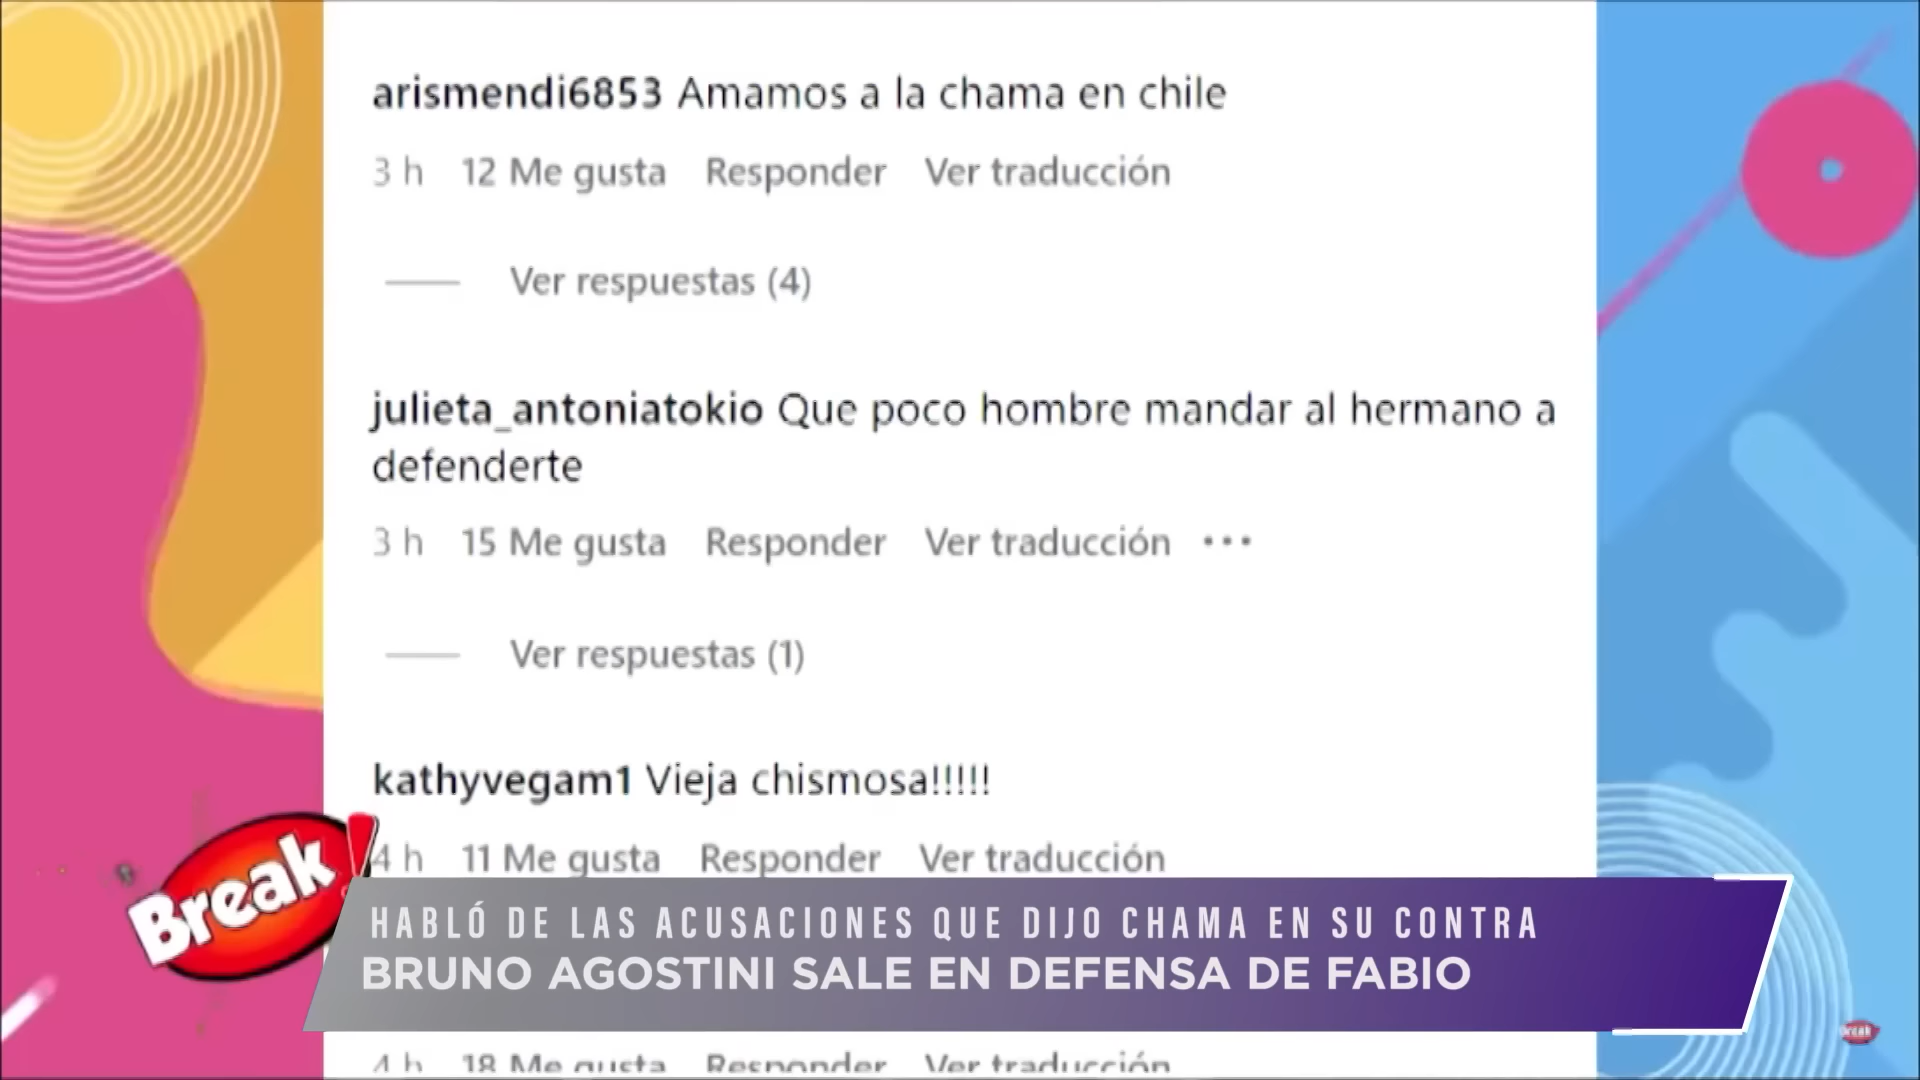 arismendi6853 Amamos a la chama en chile
3 h 12 Me gusta Responder Ver traducción
Ver respuestas (4)
julieta_antoniatokio Que poco hombre mandar al hermano a
defenderte
3 h 15 Me gusta Responder Ver traducción •••
Ver respuestas (1)
kathyvegam1 Vieja chismosa!!!!!
4 h 11 Me gusta Responder Ver traducción
Break!
HABLÓ DE LAS ACUSACIONES QUE DIJO CHAMA EN SU CONTRA
BRUNO AGOSTINI SALE EN DEFENSA DE FABIO
Break
4 h 18 Me gusta Responder Ver traducción